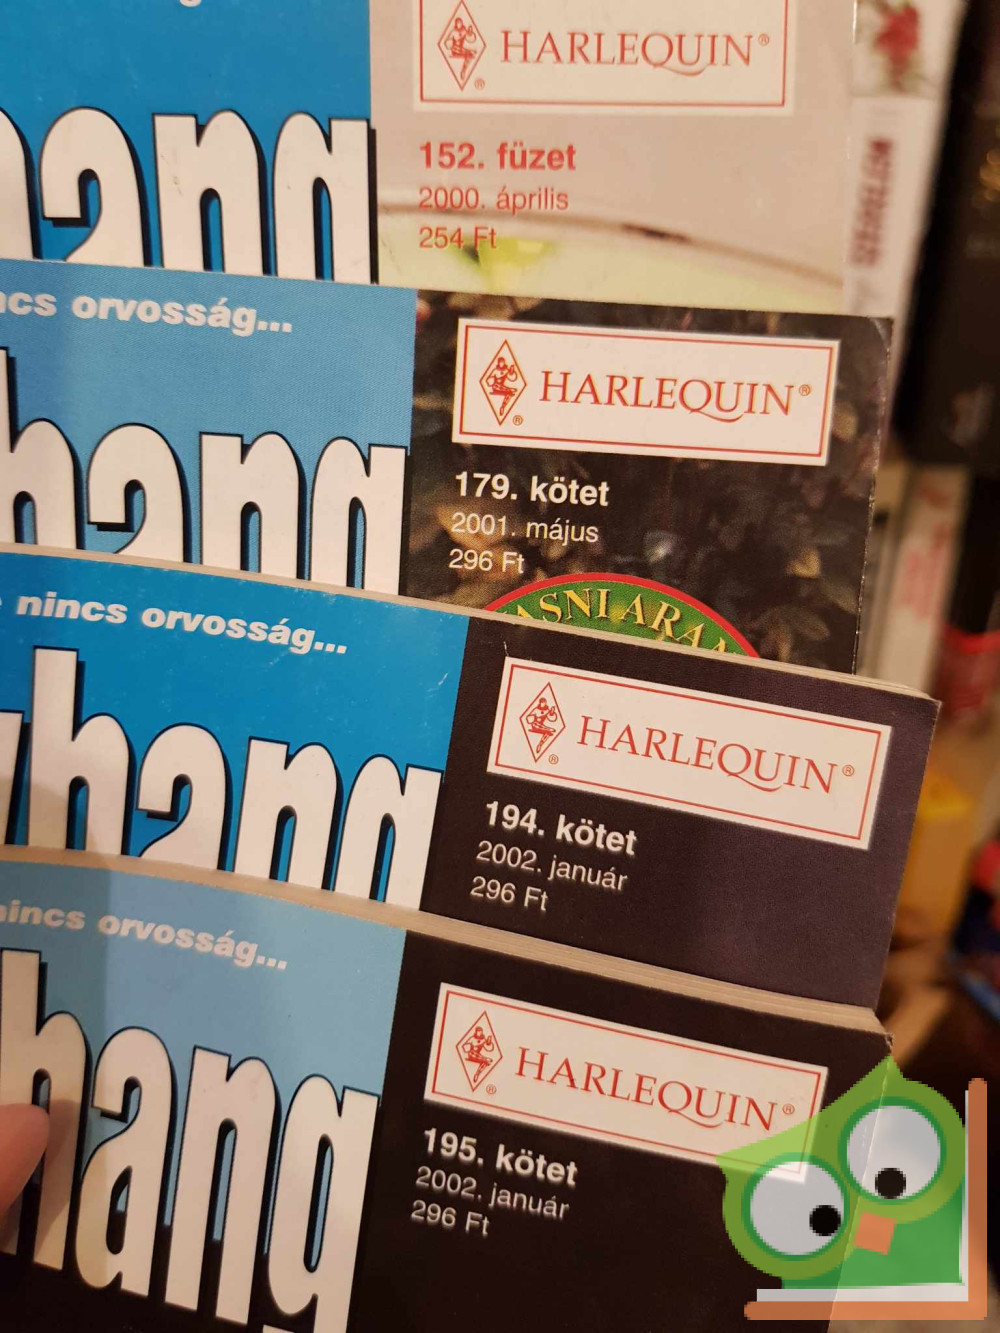 HARLEQUIN®
152. füzet
2000. április
254 Ft
hang
orvosság...
HARLEQUIN®
179. kötet
2001. május
296 Ft
hang
nincs orvosság...
HARLEQUIN®
194. kötet
2002. január
296 Ft
hang
nincs orvosság...
HARLEQUIN®
195. kötet
2002. január
296 Ft
hang